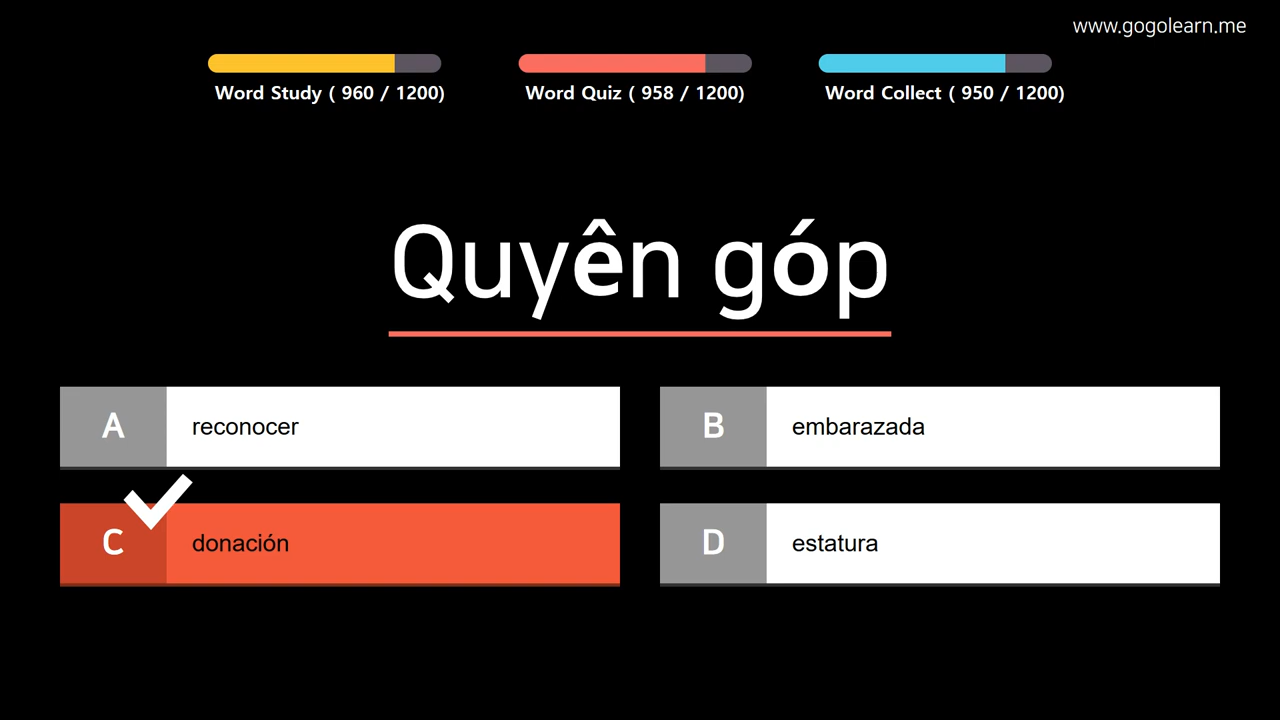 www.gogolearn.me
Word Study ( 960 / 1200)
Word Quiz ( 958 / 1200)
Word Collect ( 950 / 1200)
Quyên góp
A
reconocer
B
embarazada
C
donación
D
estatura